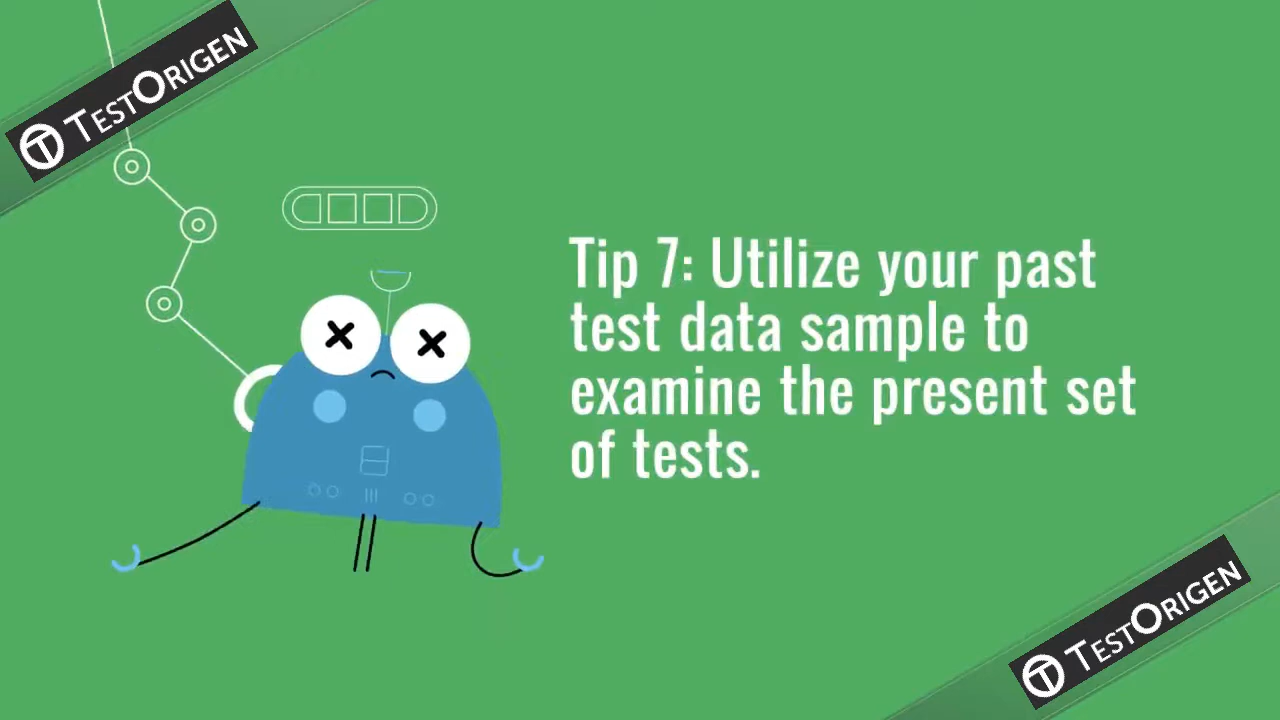 TESTORIGEN
Tip 7: Utilize your past
test data sample to
examine the present set
of tests.
TESTORIGEN